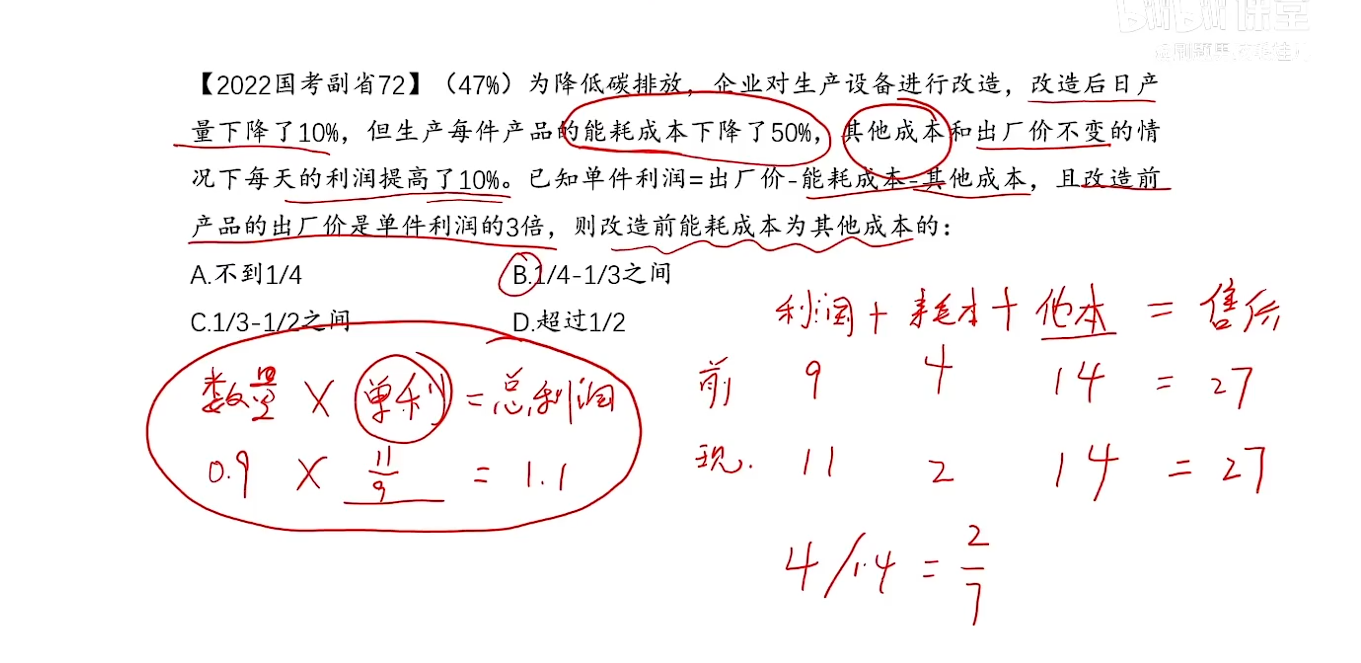 课堂
【2022国考副省72】（47%）为降低碳排放，企业对生产设备进行改造，改造后日产
量下降了10%，但生产每件产品的能耗成本下降了50%，其他成本和出厂价不变的情
况下每天的利润提高了10%。已知单件利润=出厂价-能耗成本-其他成本，且改造前
产品的出厂价是单件利润的3倍，则改造前能耗成本为其他成本的：
A.不到1/4 B.1/4-1/3之间
C.1/3-1/2之间 D.超过1/2
利润 + 耗本 + 他本 = 售价
数量 × 单利 = 总利润
前 9 4 14 = 27
0.9 × 11/9 = 1.1
现. 11 2 14 = 27
4/14 = 2/7